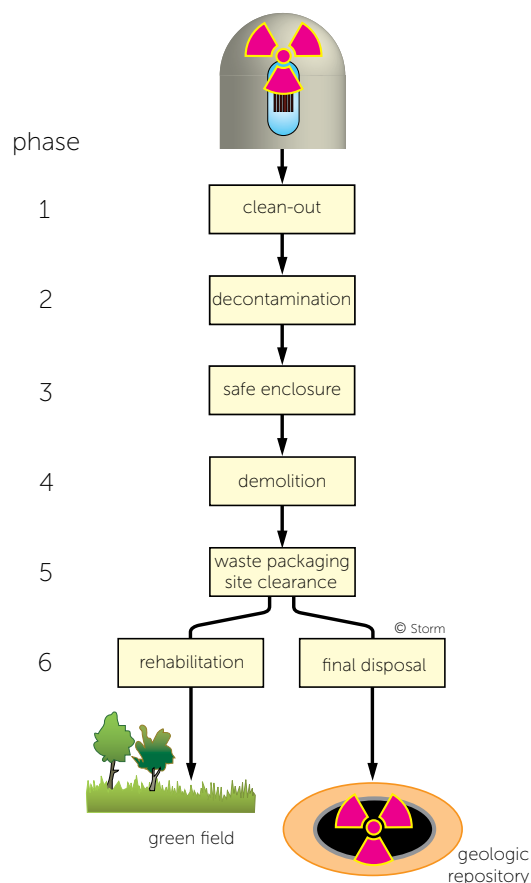 phase
1
clean-out
2
decontamination
3
safe enclosure
4
demolition
5
waste packaging
site clearance
© Storm
6
rehabilitation
final disposal
green field
geologic
repository